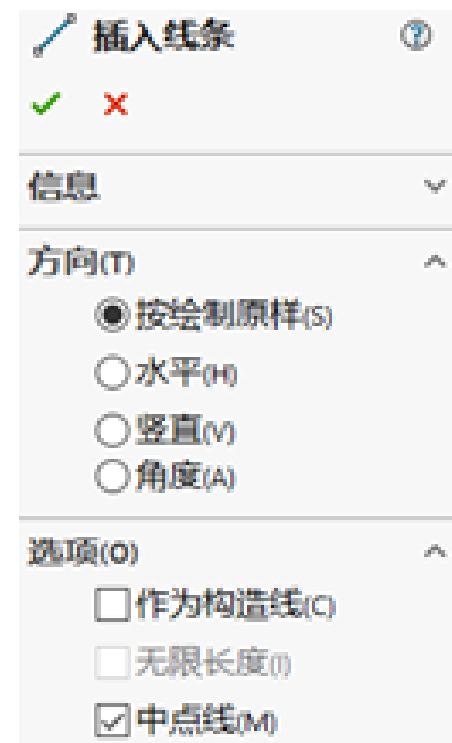 插入线条
信息
方向(T)
按绘制原样(S)
水平(H)
竖直(V)
角度(A)
选项(O)
作为构造线(C)
无限长度(I)
中点线(M)